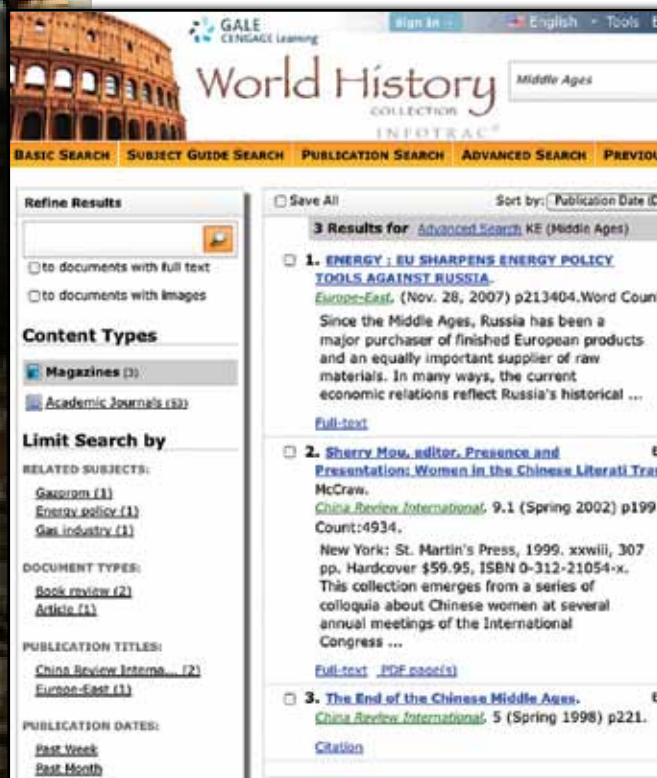 GALE
CENGAGE Learning
Sign in
English
Tools
World History
COLLECTION
INFOTRAC®
Middle Ages
BASIC SEARCH
SUBJECT GUIDE SEARCH
PUBLICATION SEARCH
ADVANCED SEARCH
PREVIOU
Refine Results
to documents with full text
to documents with images
Content Types
Magazines (3)
Academic Journals (53)
Limit Search by
RELATED SUBJECTS:
Gazprom (1)
Energy policy (1)
Gas industry (1)
DOCUMENT TYPES:
Book review (2)
Article (1)
PUBLICATION TITLES:
China Review Interna... (2)
Europe-East (1)
PUBLICATION DATES:
Past Week
Past Month
Save All
Sort by: Publication Date (D
3 Results for Advanced Search KE (Middle Ages)
1. ENERGY : EU SHARPENS ENERGY POLICY
TOOLS AGAINST RUSSIA.
Europe-East, (Nov. 28, 2007) p213404.Word Count
Since the Middle Ages, Russia has been a
major purchaser of finished European products
and an equally important supplier of raw
materials. In many ways, the current
economic relations reflect Russia's historical ...
Full-text
2. Sherry Mou, editor. Presence and
Presentation: Women in the Chinese Literati Tra
McCraw.
China Review International, 9.1 (Spring 2002) p199
Count:4934.
New York: St. Martin's Press, 1999. xxwiii, 307
pp. Hardcover $59.95, ISBN 0-312-21054-x.
This collection emerges from a series of
colloquia about Chinese women at several
annual meetings of the International
Congress ...
Full-text PDF page(s)
3. The End of the Chinese Middle Ages.
China Review International, 5 (Spring 1998) p221.
Citation